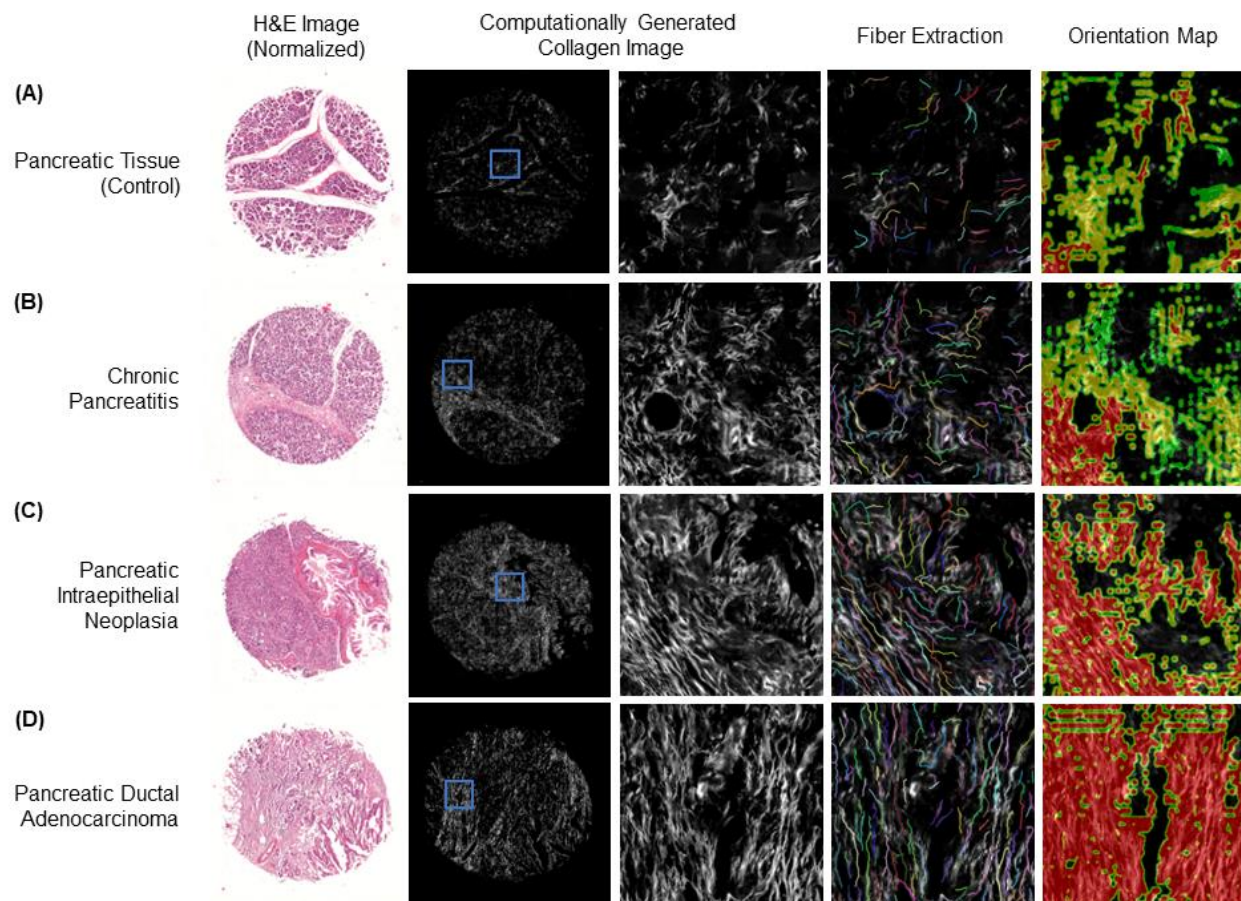 H&E Image
(Normalized)
Computationally Generated
Collagen Image
Fiber Extraction
Orientation Map
(A)
Pancreatic Tissue
(Control)
(B)
Chronic
Pancreatitis
(C)
Pancreatic
Intraepithelial
Neoplasia
(D)
Pancreatic Ductal
Adenocarcinoma